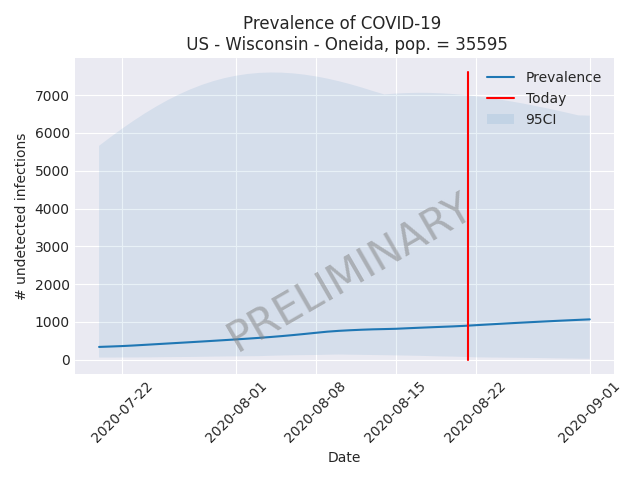 Prevalence of COVID-19
US - Wisconsin - Oneida, pop. = 35595
# undetected infections
7000
6000
5000
4000
3000
2000
1000
0
Prevalence
Today
95CI
PRELIMINARY
2020-07-22
2020-08-01
2020-08-08
2020-08-15
2020-08-22
2020-09-01
Date